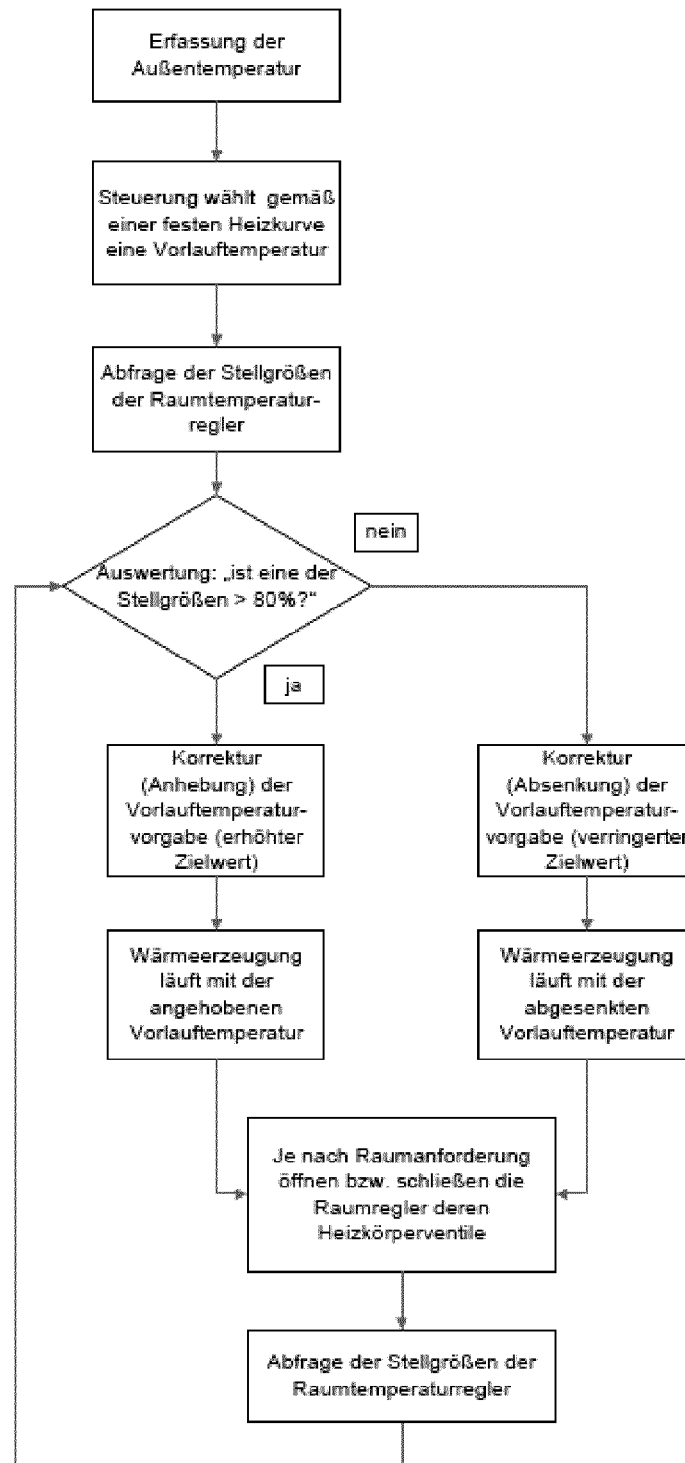 Erfassung der
Außentemperatur
Steuerung wählt gemäß
einer festen Heizkurve
eine Vorlauftemperatur
Abfrage der Stellgrößen
der Raumtemperatur-
regler
nein
Auswertung: „ist eine der
Stellgrößen > 80%?“
ja
Korrektur
(Anhebung) der
Vorlauftemperatur-
vorgabe (erhöhter
Zielwert)
Korrektur
(Absenkung) der
Vorlauftemperatur-
vorgabe (verringerter
Zielwert)
Wärmeerzeugung
läuft mit der
angehobenen
Vorlauftemperatur
Wärmeerzeugung
läuft mit der
abgesenkten
Vorlauftemperatur
Je nach Raumanforderung
öffnen bzw. schließen die
Raumregler deren
Heizkörperventile
Abfrage der Stellgrößen der
Raumtemperaturregler